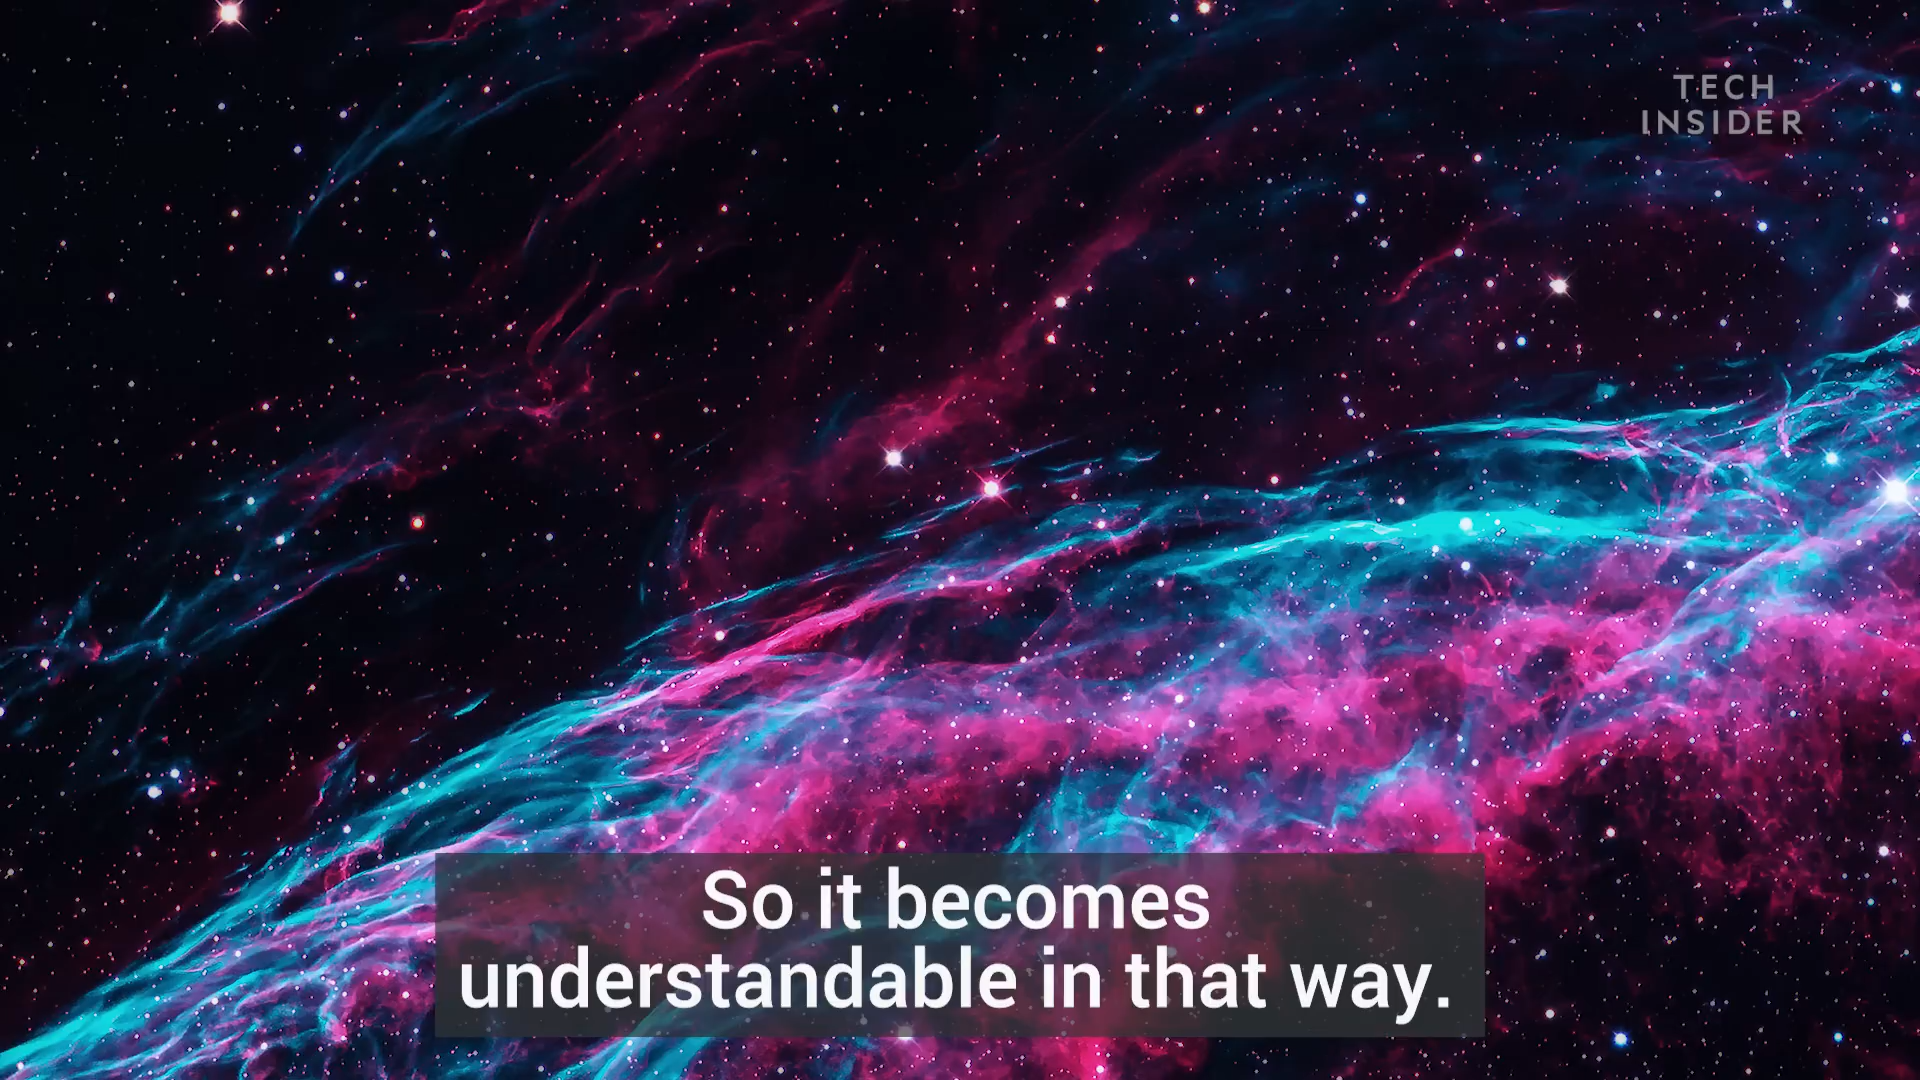 TECH
INSIDER
So it becomes
understandable in that way.